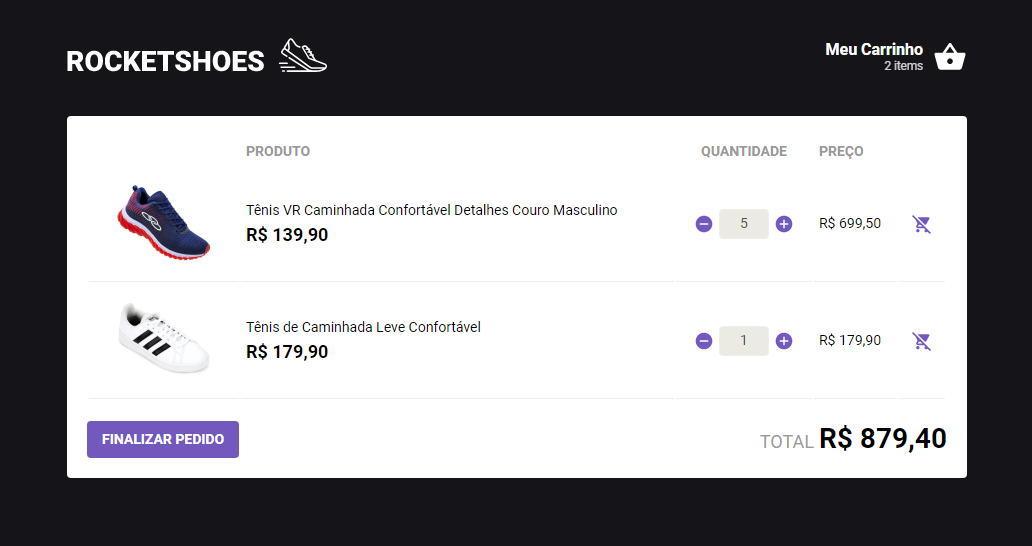 ROCKETSHOES
Meu Carrinho
2 items
PRODUTO QUANTIDADE PREÇO
Tênis VR Caminhada Confortável Detalhes Couro Masculino
R$ 139,90
5
R$ 699,50
Tênis de Caminhada Leve Confortável
R$ 179,90
1
R$ 179,90
FINALIZAR PEDIDO
TOTAL R$ 879,40